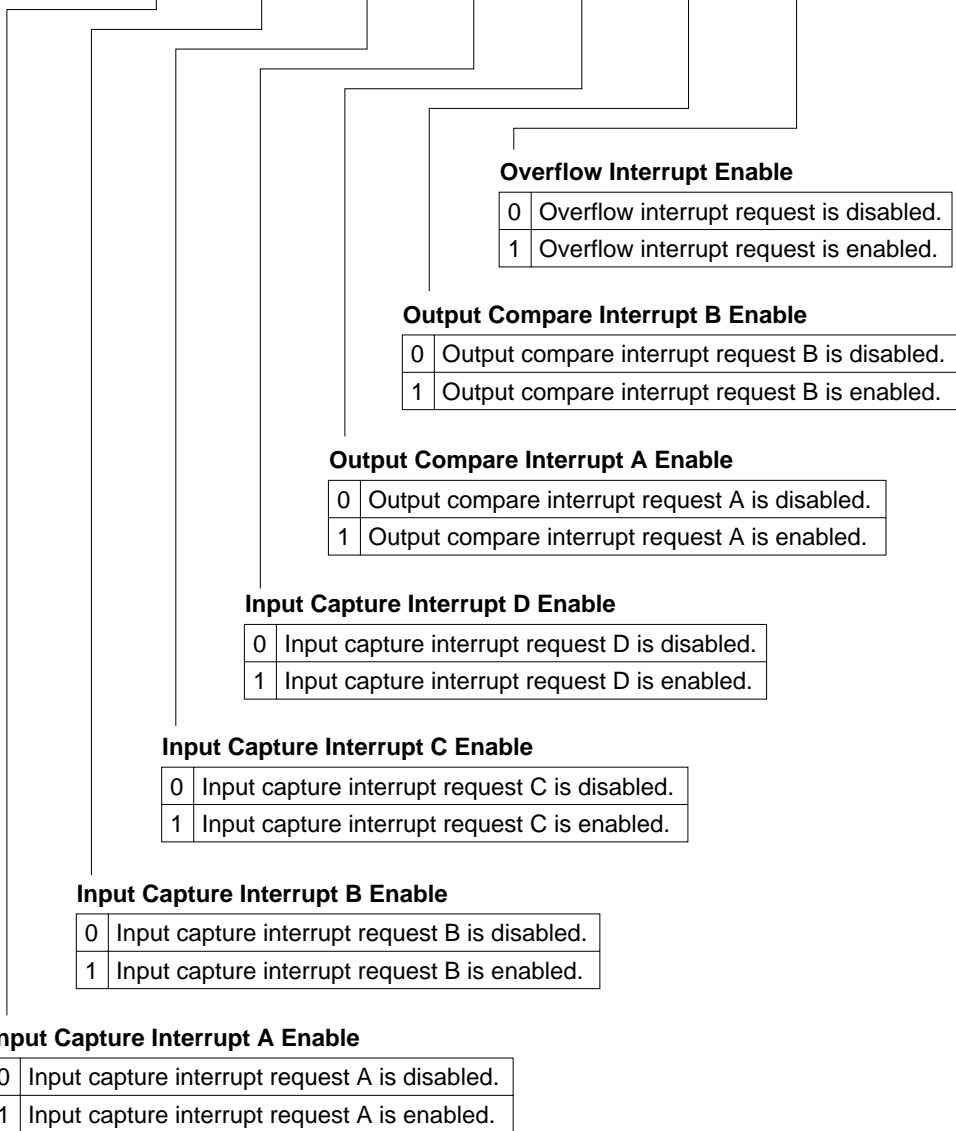 Overflow Interrupt Enable
0 Overflow interrupt request is disabled.
1 Overflow interrupt request is enabled.
Output Compare Interrupt B Enable
0 Output compare interrupt request B is disabled.
1 Output compare interrupt request B is enabled.
Output Compare Interrupt A Enable
0 Output compare interrupt request A is disabled.
1 Output compare interrupt request A is enabled.
Input Capture Interrupt D Enable
0 Input capture interrupt request D is disabled.
1 Input capture interrupt request D is enabled.
Input Capture Interrupt C Enable
0 Input capture interrupt request C is disabled.
1 Input capture interrupt request C is enabled.
Input Capture Interrupt B Enable
0 Input capture interrupt request B is disabled.
1 Input capture interrupt request B is enabled.
nput Capture Interrupt A Enable
0 Input capture interrupt request A is disabled.
1 Input capture interrupt request A is enabled.